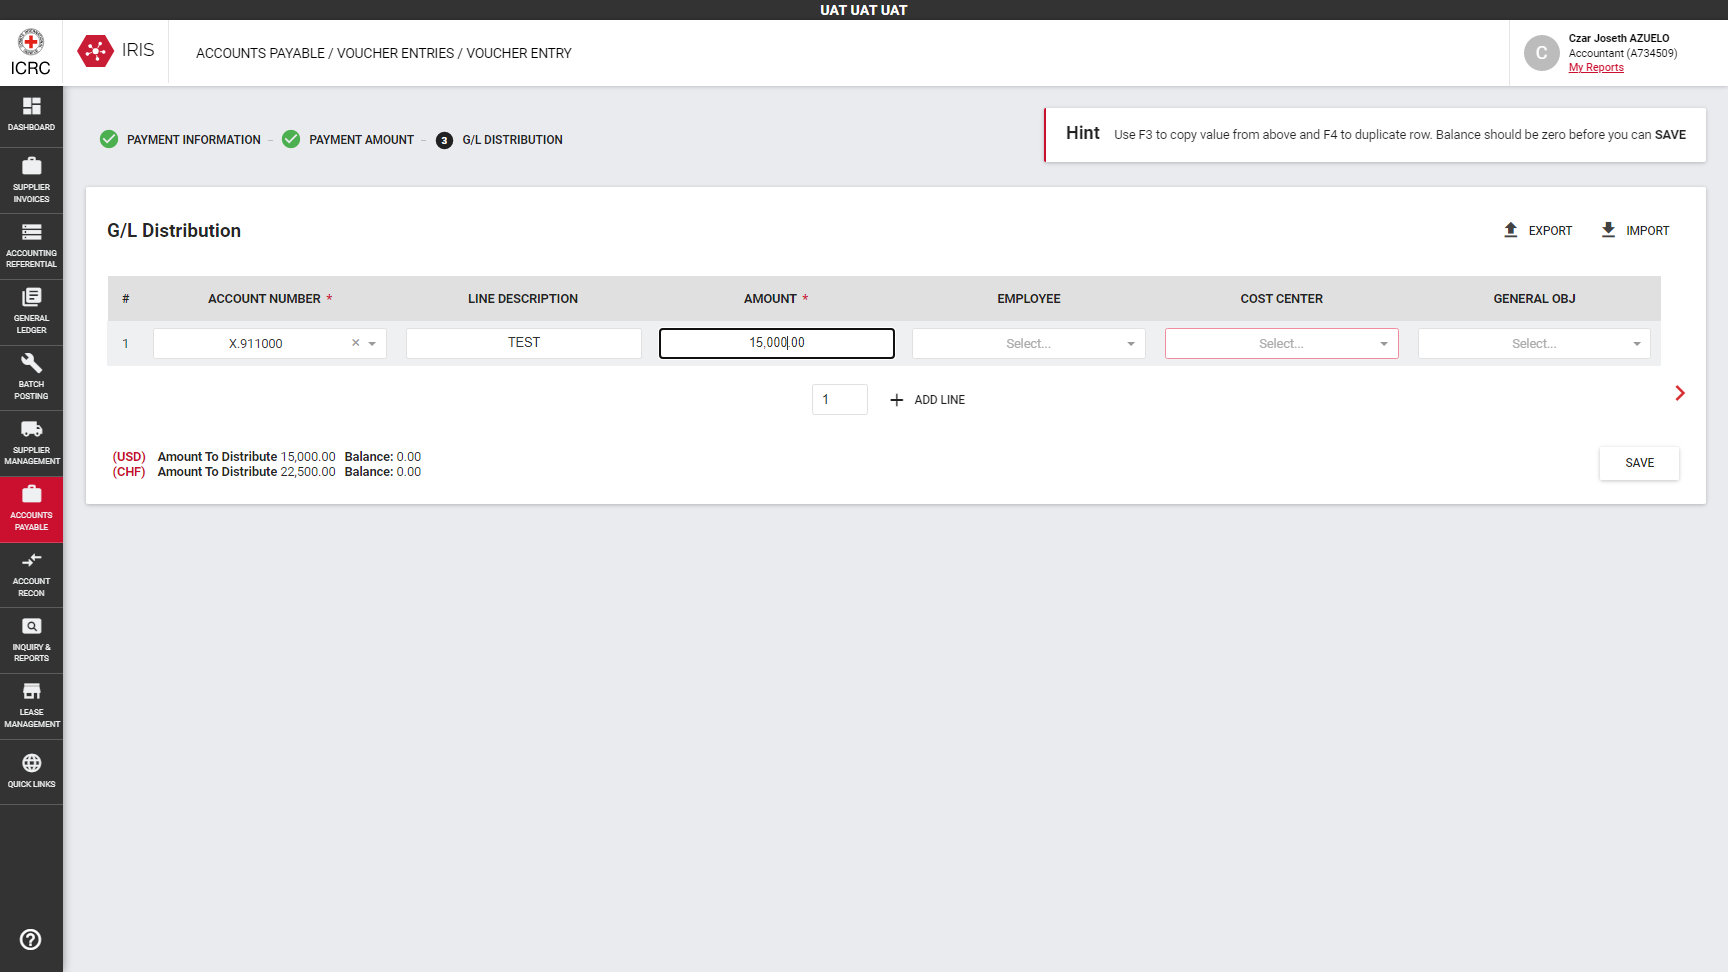 UAT UAT UAT
ICRC
IRIS
ACCOUNTS PAYABLE / VOUCHER ENTRIES / VOUCHER ENTRY
C
Czar Joseth AZUELO
Accountant (A734509)
My Reports
DASHBOARD
SUPPLIER
INVOICES
ACCOUNTING
REFERENTIAL
GENERAL
LEDGER
BATCH
POSTING
SUPPLIER
MANAGEMENT
ACCOUNTS
PAYABLE
ACCOUNT
RECON
INQUIRY &
REPORTS
LEASE
MANAGEMENT
QUICK LINKS
PAYMENT INFORMATION – PAYMENT AMOUNT – 3 G/L DISTRIBUTION
Hint Use F3 to copy value from above and F4 to duplicate row. Balance should be zero before you can SAVE
G/L Distribution
EXPORT IMPORT
# ACCOUNT NUMBER * LINE DESCRIPTION AMOUNT * EMPLOYEE COST CENTER GENERAL OBJ
1 X.911000 × TEST 15,000.00 Select... Select... Select...
1 + ADD LINE
(USD) Amount To Distribute 15,000.00 Balance: 0.00
(CHF) Amount To Distribute 22,500.00 Balance: 0.00
SAVE